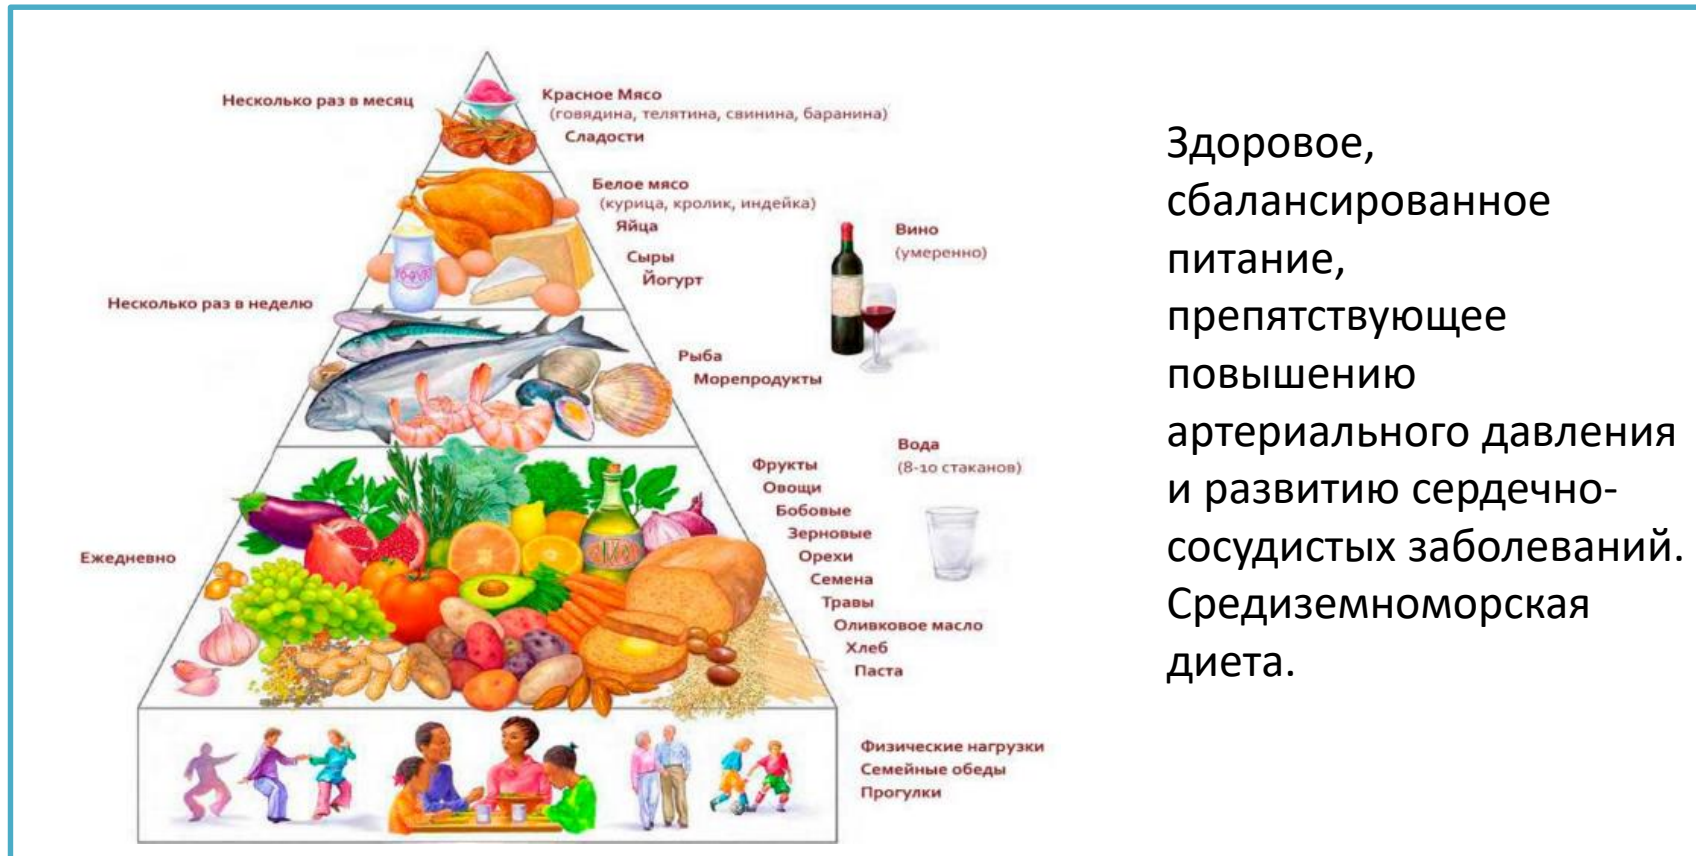 Несколько раз в месяц
Красное Мясо
(говядина, телятина, свинина, баранина)
Сладости
Белое мясо
(курица, кролик, индейка)
Яйца
Сыры
Йогурт
Несколько раз в неделю
Вино
(умеренно)
Рыба
Морепродукты
Вода
(8-10 стаканов)
Фрукты
Овощи
Бобовые
Зерновые
Орехи
Семена
Травы
Оливковое масло
Хлеб
Паста
Ежедневно
Физические нагрузки
Семейные обеды
Прогулки
Здоровое,
сбалансированное
питание,
препятствующее
повышению
артериального давления
и развитию сердечно-
сосудистых заболеваний.
Средиземноморская
диета.